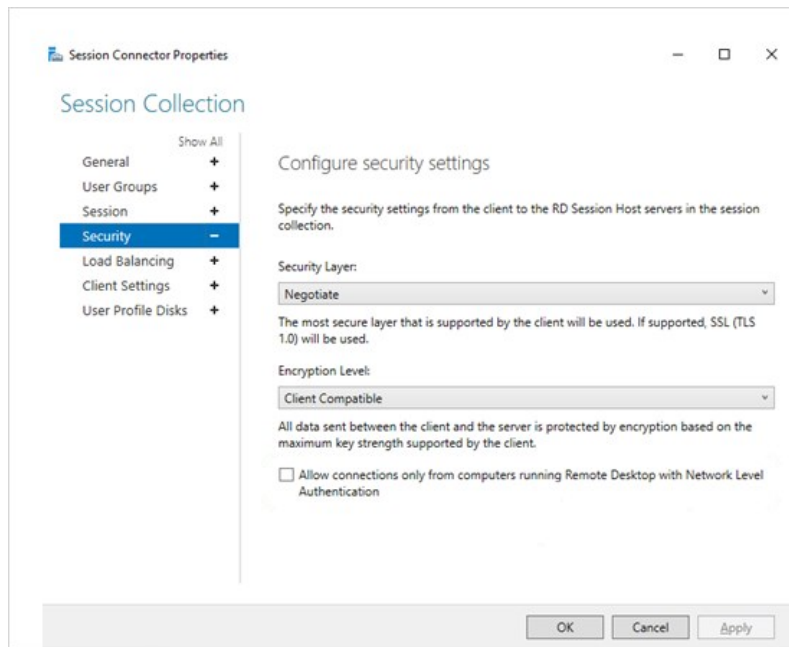 Session Connector Properties
Session Collection
Show All
General
User Groups
Session
Security
Load Balancing
Client Settings
User Profile Disks
Configure security settings
Specify the security settings from the client to the RD Session Host servers in the session
collection.
Security Layer:
Negotiate
The most secure layer that is supported by the client will be used. If supported, SSL (TLS
1.0) will be used.
Encryption Level:
Client Compatible
All data sent between the client and the server is protected by encryption based on the
maximum key strength supported by the client.
Allow connections only from computers running Remote Desktop with Network Level
Authentication
OK Cancel Apply